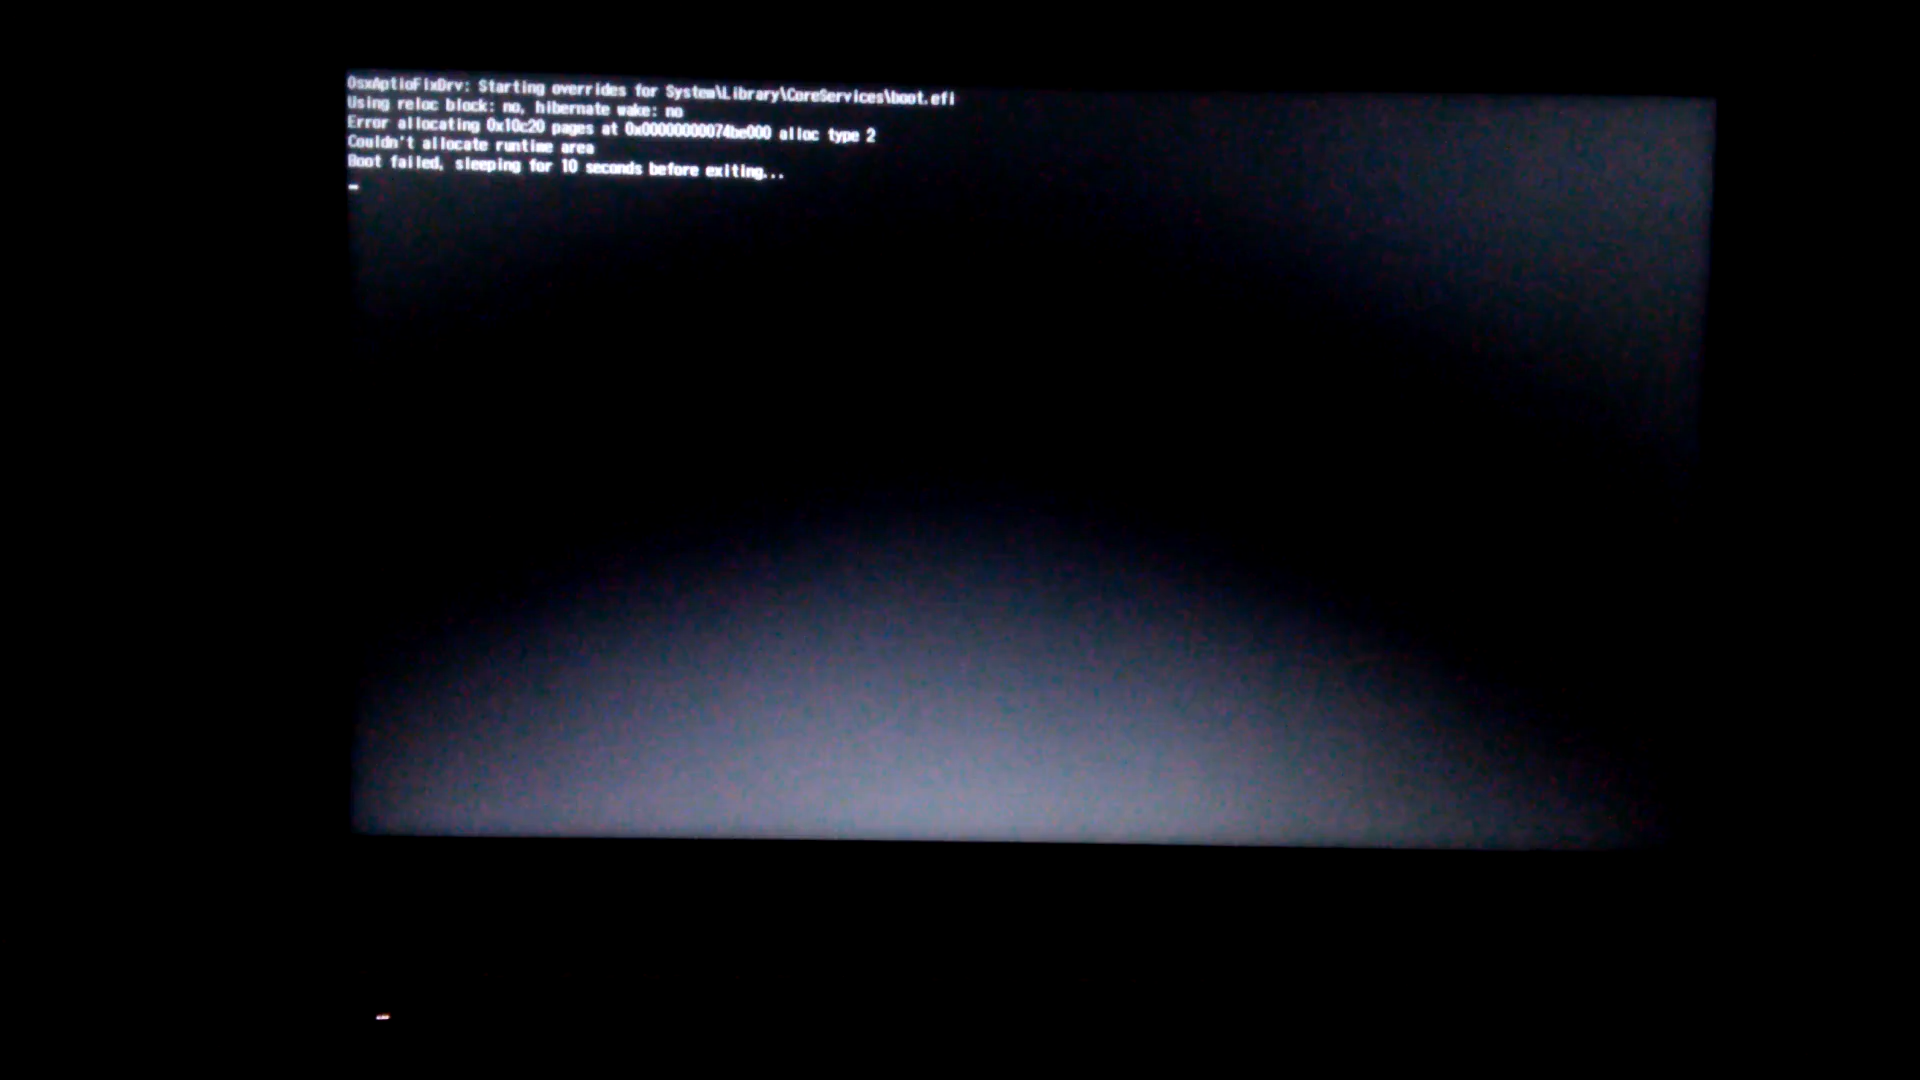 OsxAptioFixDrv: Starting overrides for System\Library\CoreServices\boot.efi
Using reloc block: no, hibernate wake: no
Error allocating 0x10c20 pages at 0x00000000074be000 alloc type 2
Couldn't allocate runtime area
Boot failed, sleeping for 10 seconds before exiting...